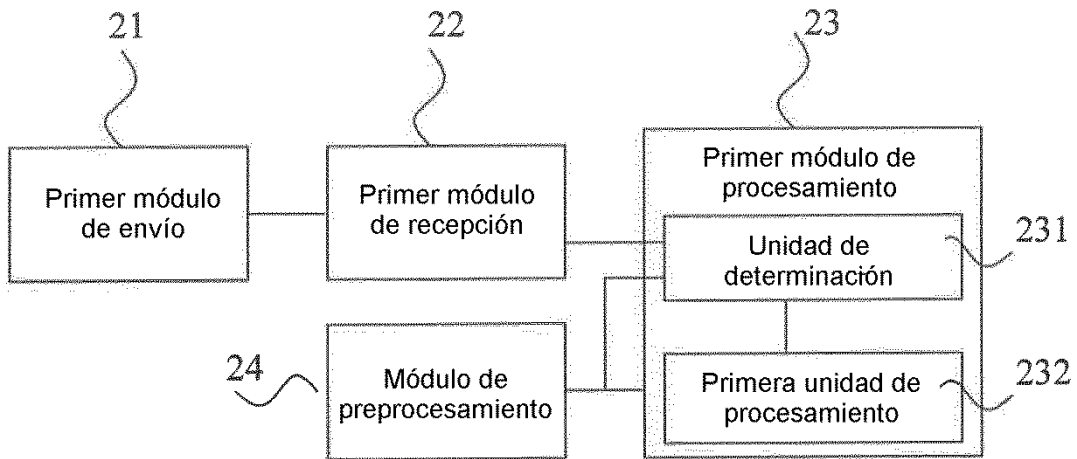 21
22
23
Primer módulo
de envío
Primer módulo
de recepción
Primer módulo de
procesamiento
Unidad de
determinación
231
24
Módulo de
preprocesamiento
Primera unidad de
procesamiento
232